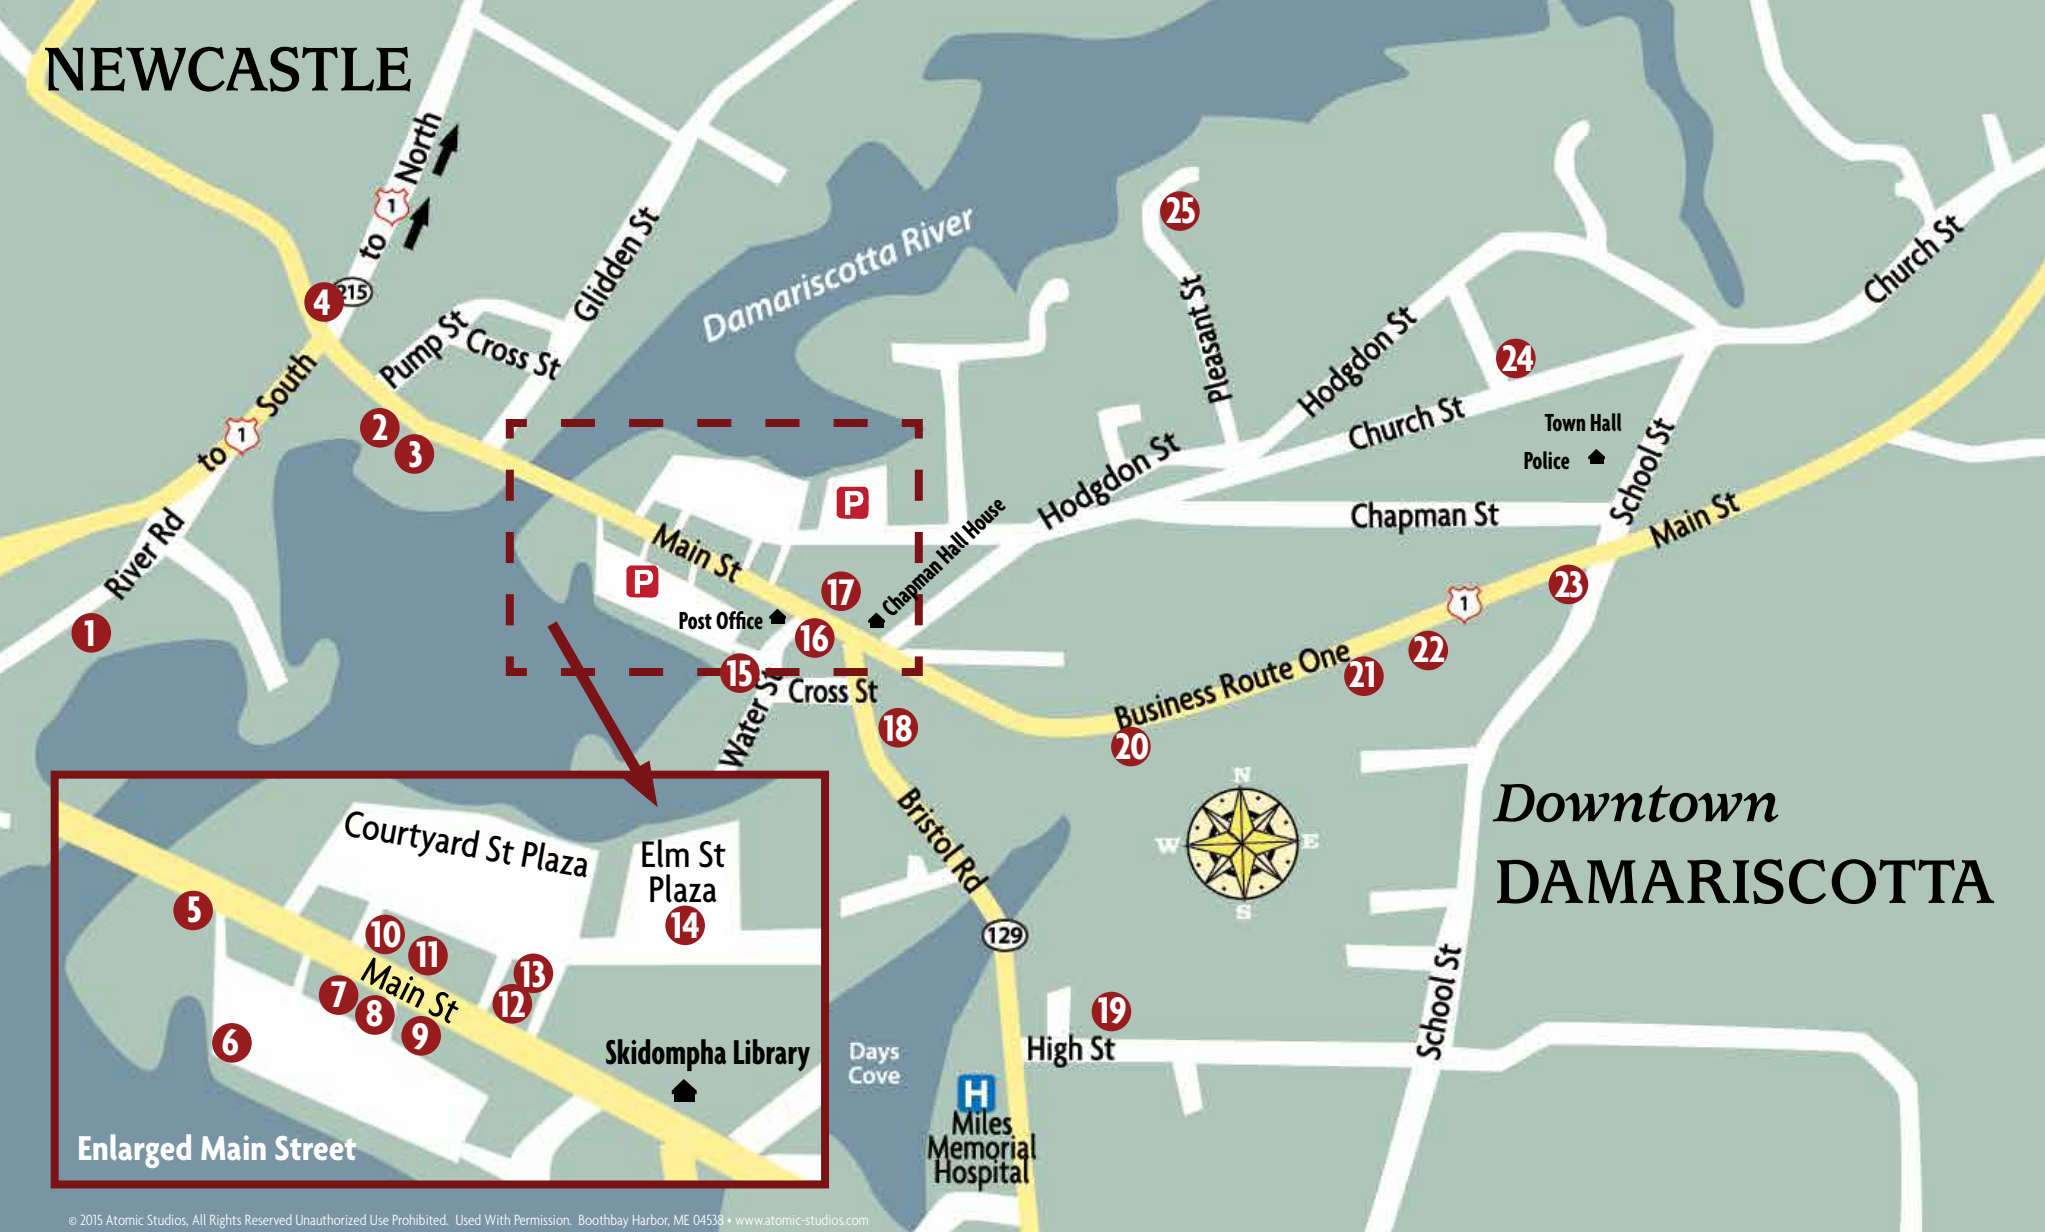 NEWCASTLE
North
1
to
215
4
Glidden St
Damariscotta River
25
Pleasant St
Church St
Pump St
Cross St
to
1
South
2
3
Hodgdon St
24
Church St
Town Hall
Police
School St
Hodgdon St
Chapman St
Main St
P
Chapman Hall House
River Rd
1
Main St
P
Post Office
17
16
15
Water St
Cross St
18
1
23
22
21
Business Route One
20
Bristol Rd
N
W
E
S
Downtown
DAMARISCOTTA
Courtyard St Plaza
Elm St
Plaza
14
5
10
11
13
12
Main St
7
8
9
6
Skidompha Library
Enlarged Main Street
129
19
High St
School St
Days
Cove
H
Miles
Memorial
Hospital
© 2015 Atomic Studios, All Rights Reserved Unauthorized Use Prohibited. Used With Permission. Boothbay Harbor, ME 04538 • www.atomic-studios.com